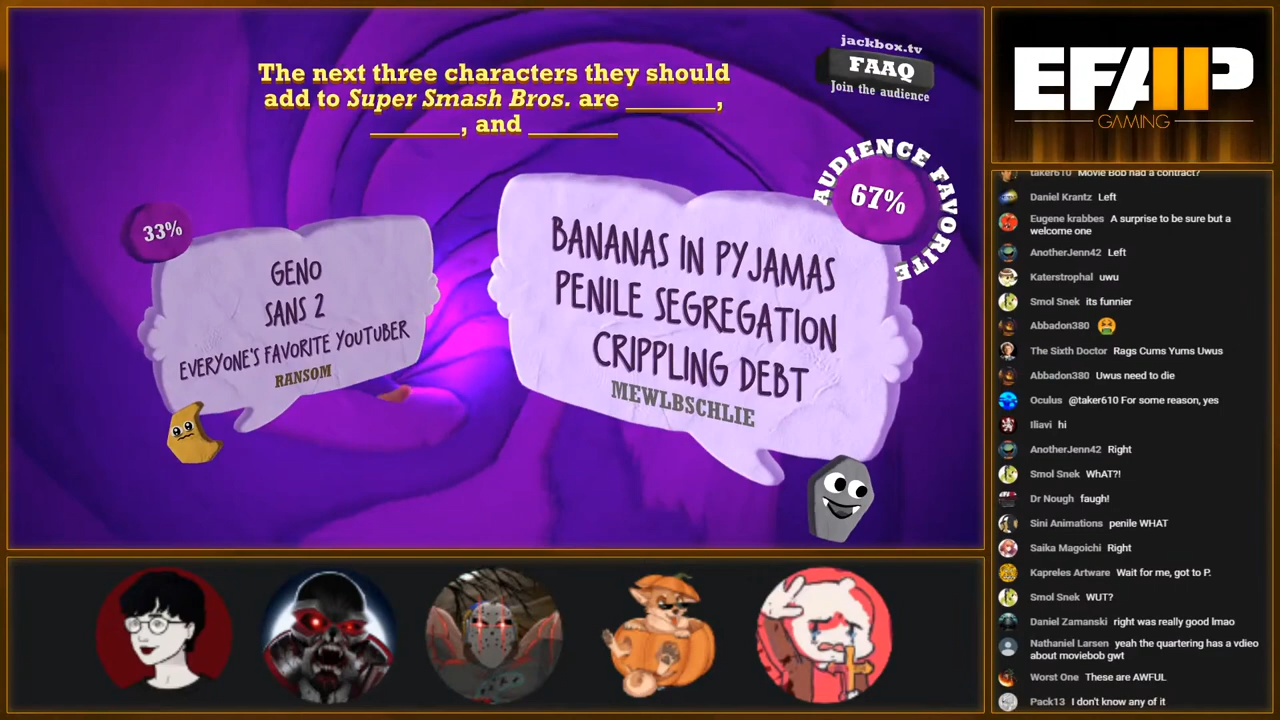 The next three characters they should
add to Super Smash Bros. are ________,
________, and ________
jackbox.tv
FAAQ
Join the audience
33%
GENO
SANS 2
EVERYONE'S FAVORITE YOUTUBER
RANSOM
AUDIENCE FAVORITE
67%
BANANAS IN PYJAMAS
PENILE SEGREGATION
CRIPPLING DEBT
MEWLBSCHLIE
EFAP
GAMING
taker610 Movie Bob had a contract?
Daniel Krantz Left
Eugene krabbes A surprise to be sure but a
welcome one
AnotherJenn42 Left
Katerstrophal uwu
Smol Snek its funnier
Abbadon380
The Sixth Doctor Rags Cums Yums Uwus
Abbadon380 Uwus need to die
Oculus @taker610 For some reason, yes
Iliavi hi
AnotherJenn42 Right
Smol Snek WhAT?!
Dr Nough faugh!
Sini Animations penile WHAT
Saika Magoichi Right
Kapreles Artware Wait for me, got to P.
Smol Snek WUT?
Daniel Zamanski right was really good lmao
Nathaniel Larsen yeah the quartering has a vdieo
about moviebob gwt
Worst One These are AWFUL
Pack13 I don't know any of it